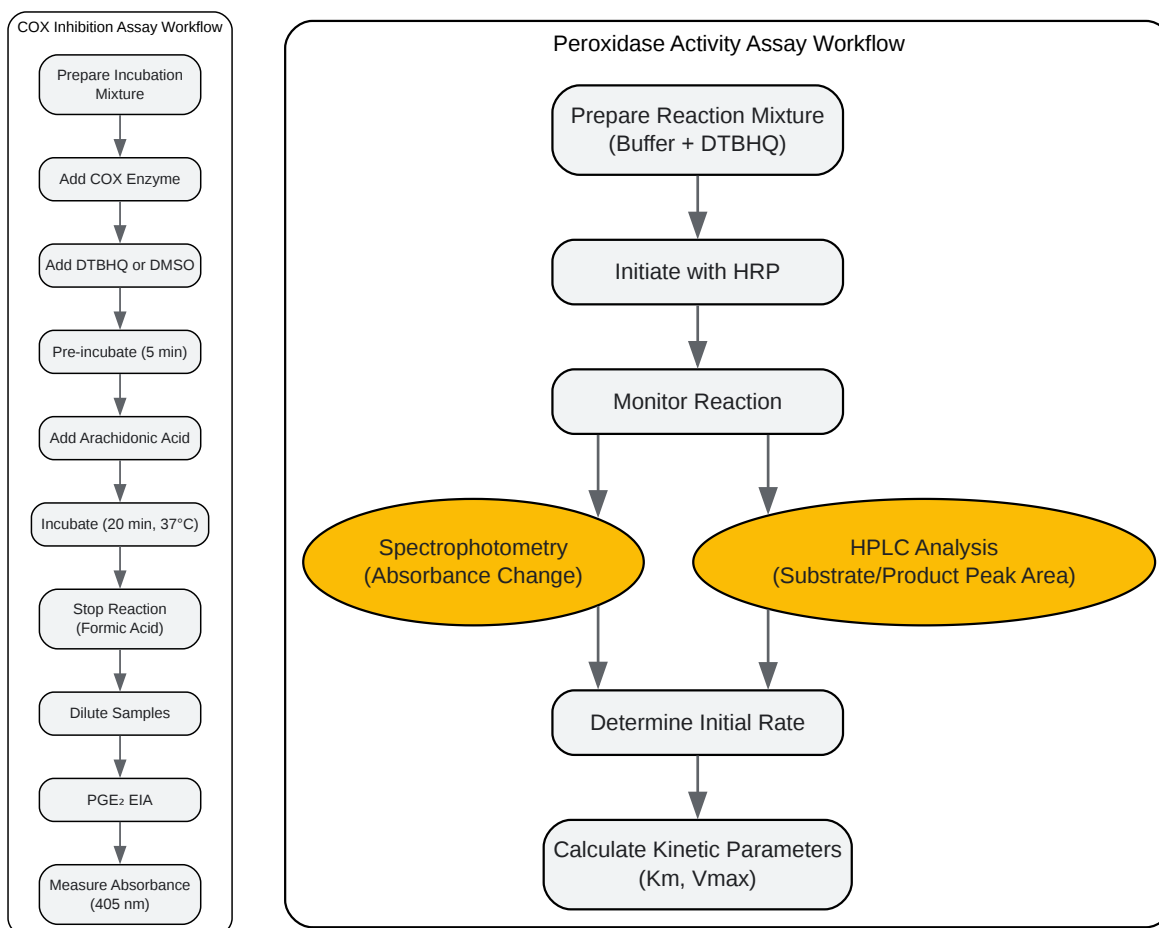 COX Inhibition Assay Workflow
Prepare Incubation
Mixture
Add COX Enzyme
Add DTBHQ or DMSO
Pre-incubate (5 min)
Add Arachidonic Acid
Incubate (20 min, 37°C)
Stop Reaction
(Formic Acid)
Dilute Samples
PGE₂ EIA
Measure Absorbance
(405 nm)
Peroxidase Activity Assay Workflow
Prepare Reaction Mixture
(Buffer + DTBHQ)
Initiate with HRP
Monitor Reaction
Spectrophotometry
(Absorbance Change)
HPLC Analysis
(Substrate/Product Peak Area)
Determine Initial Rate
Calculate Kinetic Parameters
(Km, Vmax)